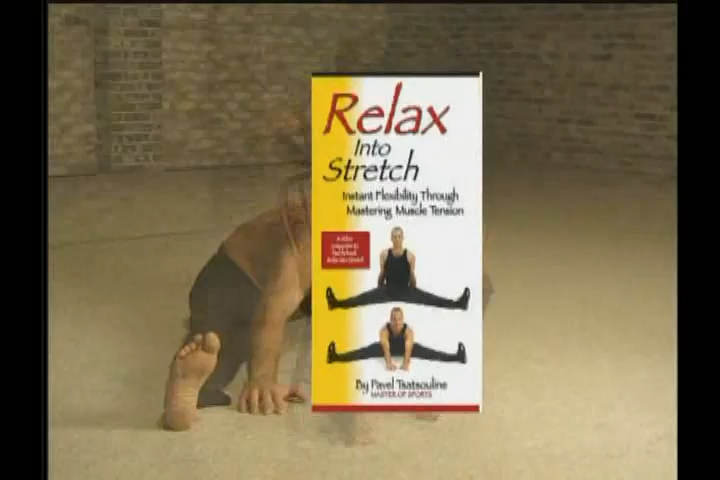 Relax
Into
Stretch
Instant Flexibility Through
Mastering Muscle Tension
By Pavel Tsatsouline
MASTER OF SPORTS